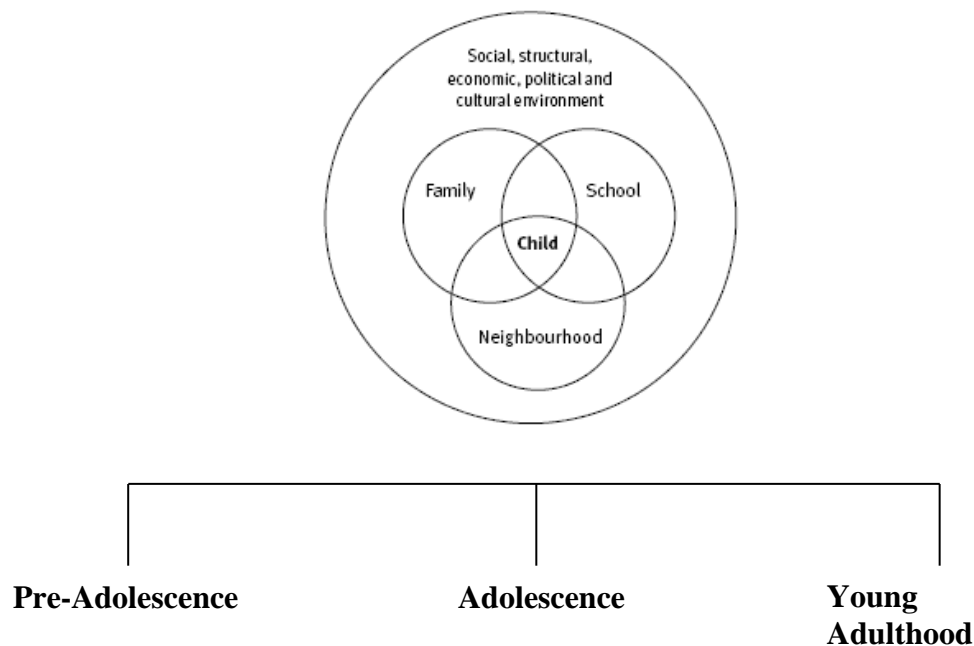 Social, structural,
economic, political and
cultural environment
Family
School
Child
Neighbourhood
Pre-Adolescence
Adolescence
Young
Adulthood